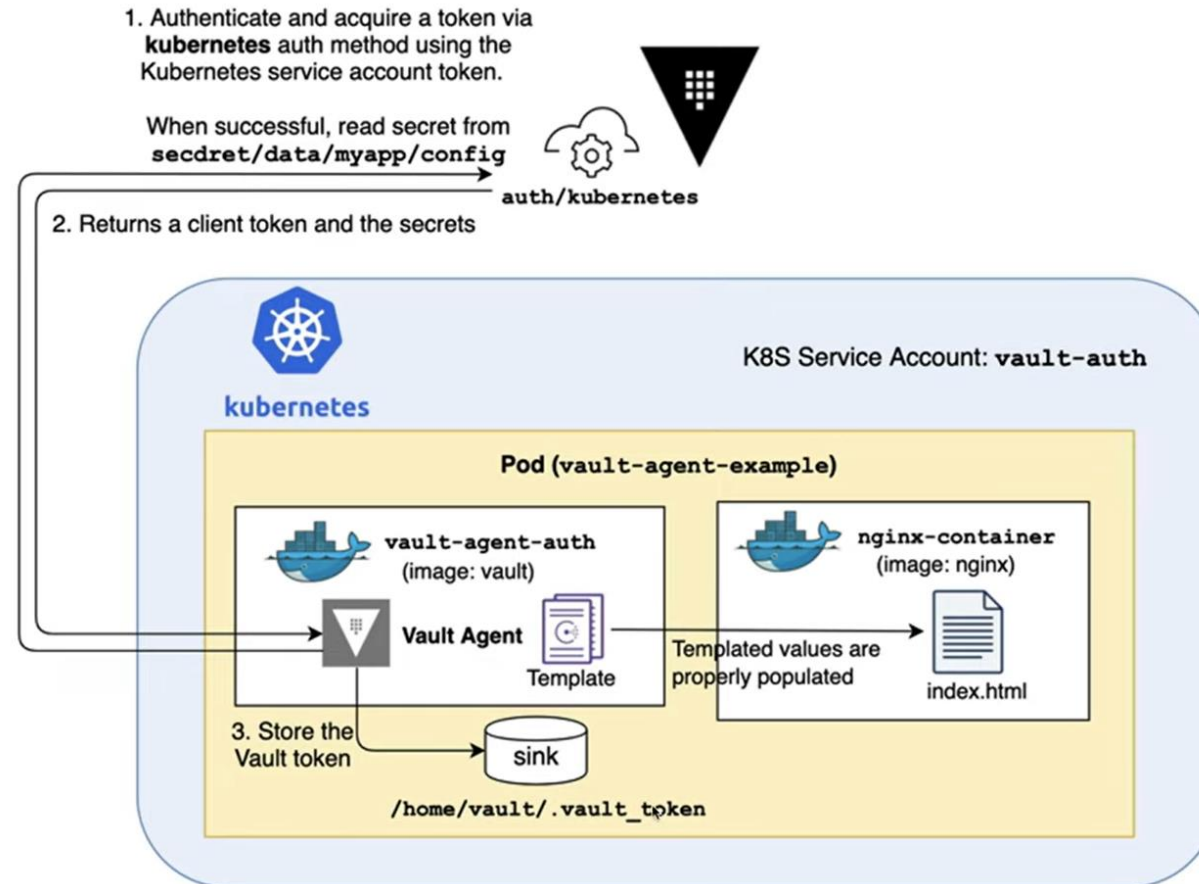 1. Authenticate and acquire a token via
kubernetes auth method using the
Kubernetes service account token.
When successful, read secret from
secdret/data/myapp/config
auth/kubernetes
2. Returns a client token and the secrets
kubernetes
K8S Service Account: vault-auth
Pod (vault-agent-example)
vault-agent-auth
(image: vault)
Vault Agent
Template
nginx-container
(image: nginx)
Templated values are
properly populated
index.html
3. Store the
Vault token
sink
/home/vault/.vault_token